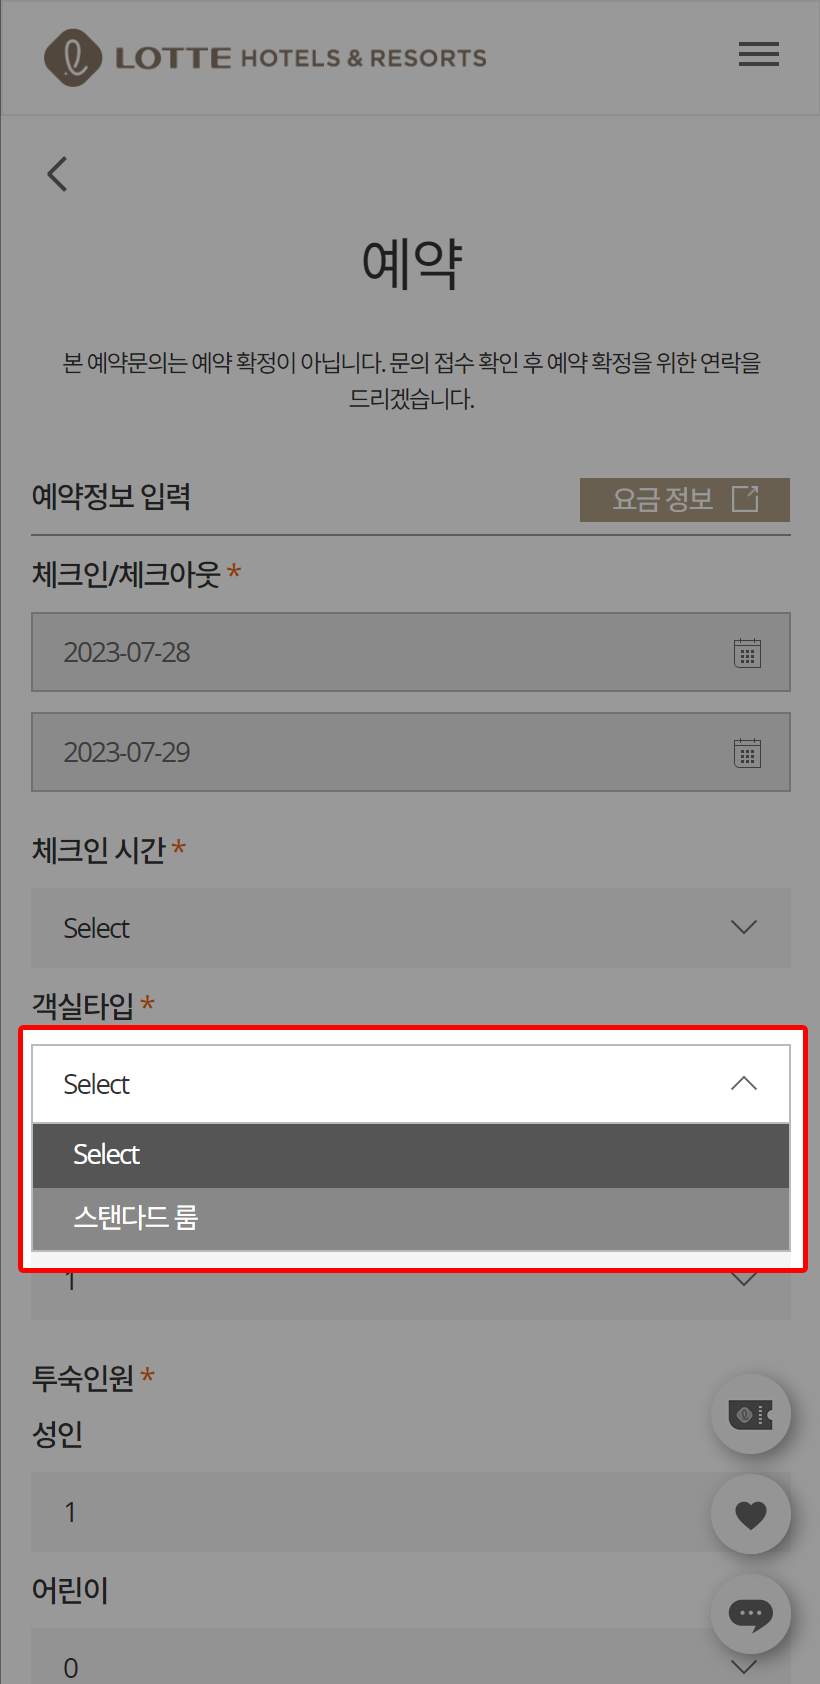 LOTTE HOTELS & RESORTS
예약
본 예약문의는 예약 확정이 아닙니다. 문의 접수 확인 후 예약 확정을 위한 연락을
드리겠습니다.
예약정보 입력
요금 정보
체크인/체크아웃 *
2023-07-28
2023-07-29
체크인 시간 *
Select
객실타입 *
Select
Select
스탠다드 룸
1
투숙인원 *
성인
1
어린이
0